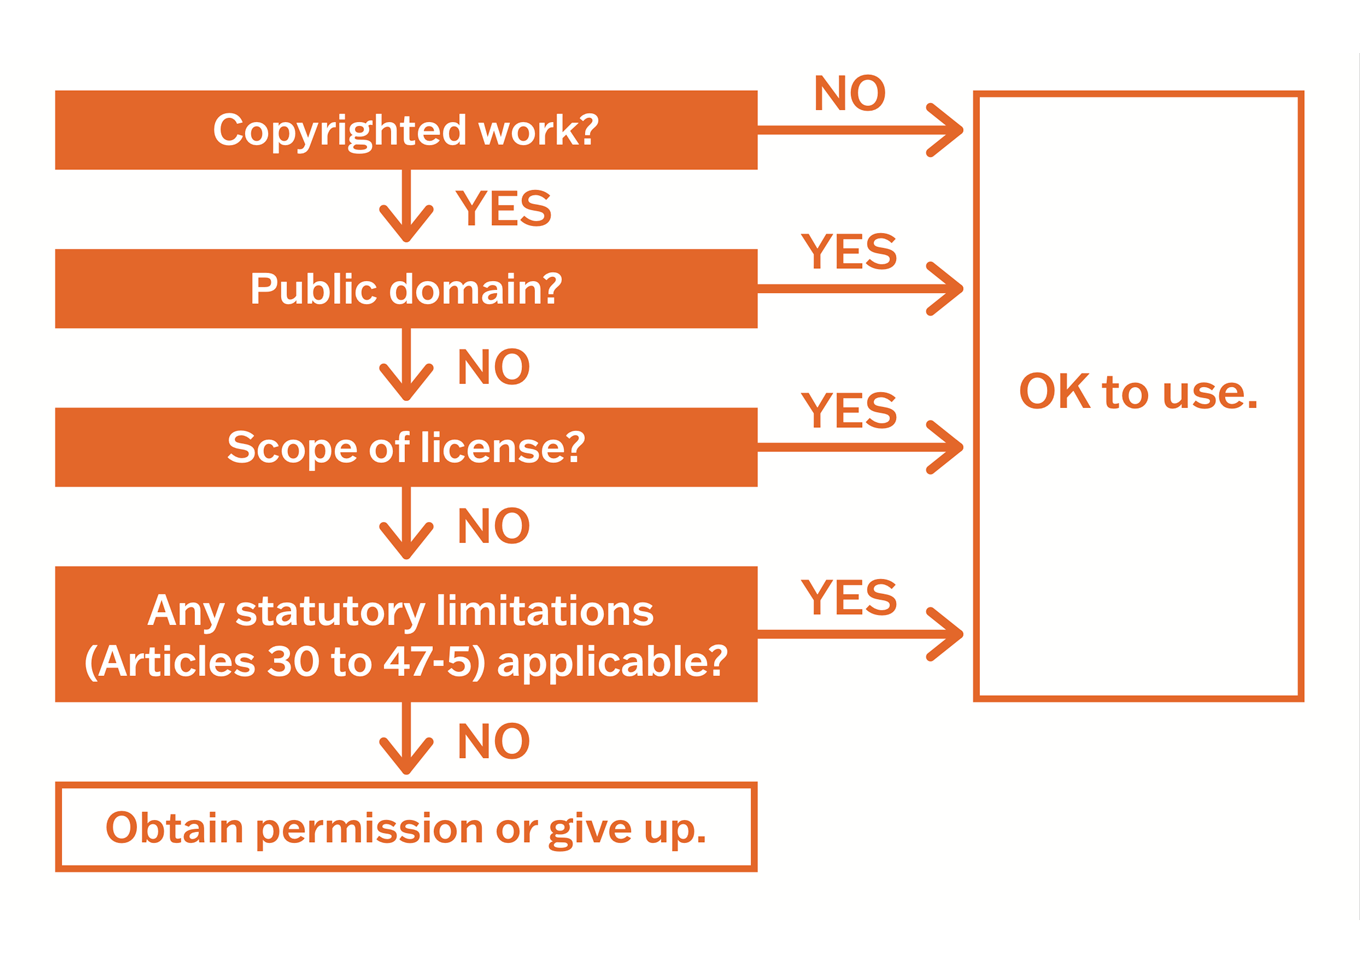 Copyrighted work?
NO
YES
Public domain?
YES
NO
Scope of license?
YES
NO
Any statutory limitations
(Articles 30 to 47-5) applicable?
YES
NO
Obtain permission or give up.
OK to use.